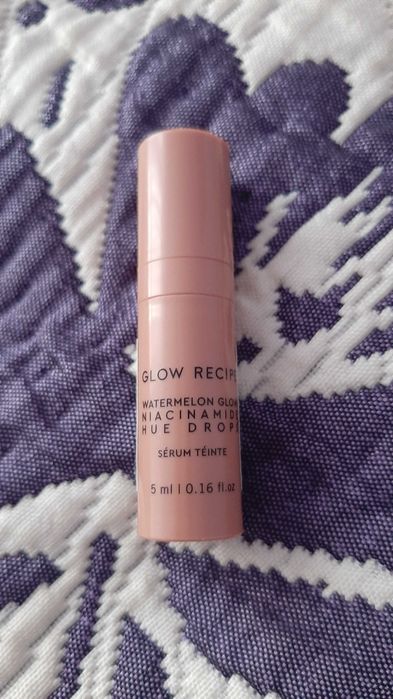 GLOW RECIPE
WATERMELON GLOW
NIACINAMIDE
HUE DROPS
SÉRUM TÉINTE
5 ml | 0.16 fl.oz